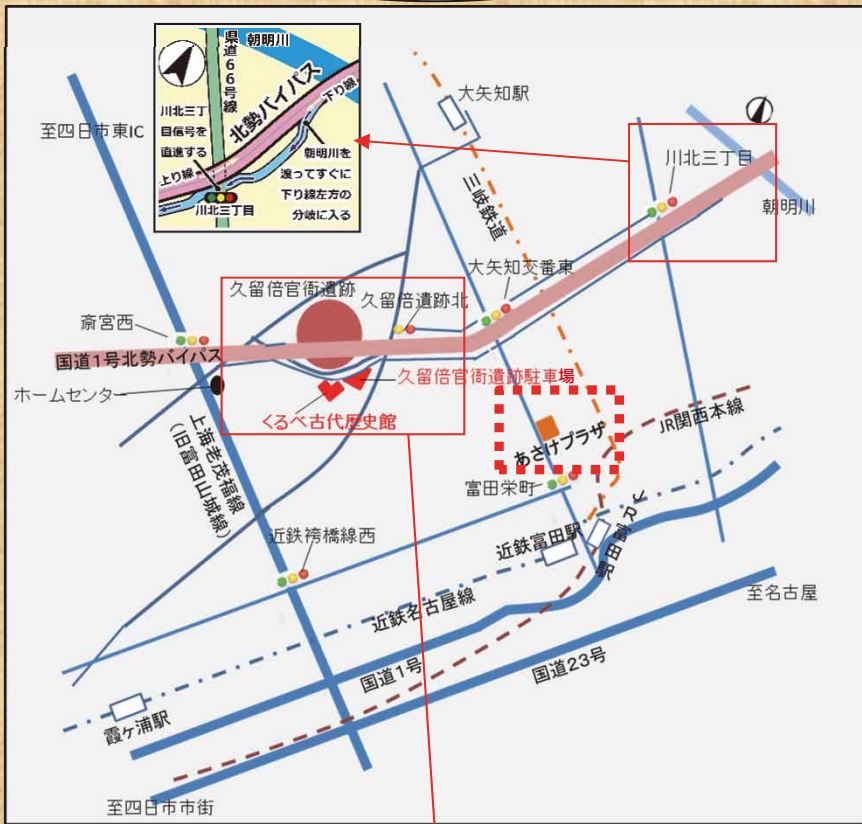 県道66号線
朝明川
北勢バイパス
下り線
川北三丁
目信号を
直進する
上り線
川北三丁目
朝明川を
渡ってすぐに
下り線左方の
分岐に入る
至四日市東IC
大矢知駅
三岐鉄道
川北三丁目
朝明川
大矢知交番東
久留倍官衙遺跡
久留倍遺跡北
斎宮西
国道1号北勢バイパス
ホームセンター
久留倍官衙遺跡駐車場
くるべ古代歴史館
上海老茂福線
(旧富田山城線)
あさけプラザ
JR関西本線
富田栄町
JR富田駅
近鉄富田駅
近鉄袴橋線西
近鉄名古屋線
至名古屋
国道1号
国道23号
霞ヶ浦駅
至四日市市街